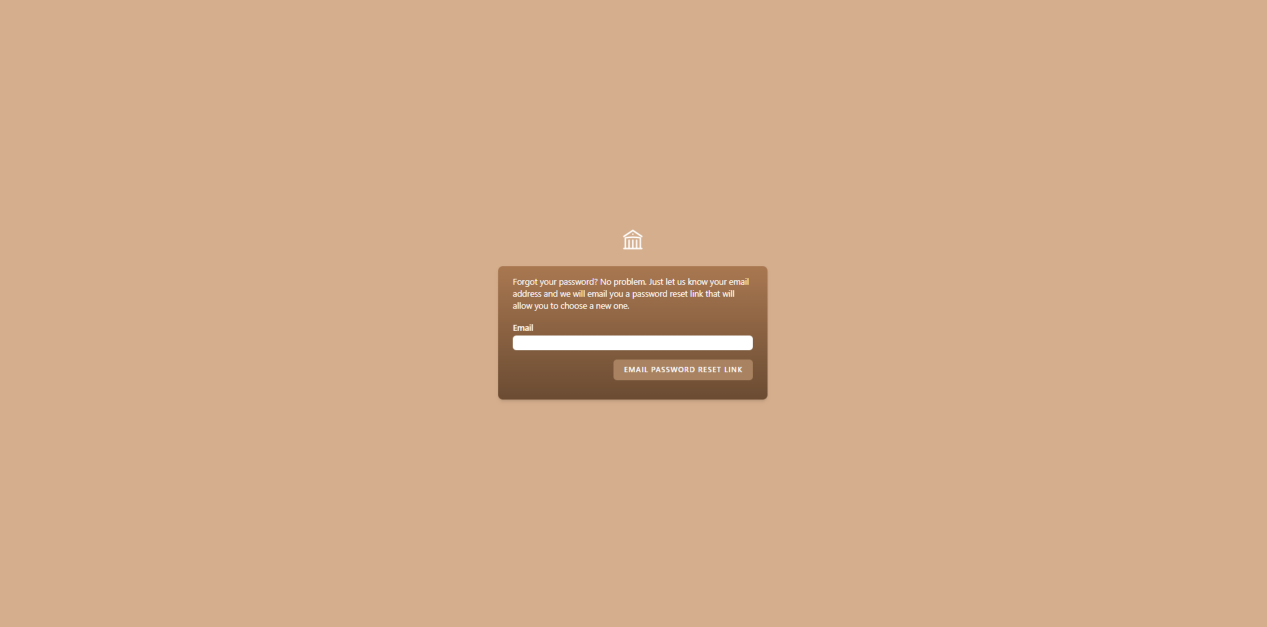 Forgot your password? No problem. Just let us know your email
address and we will email you a password reset link that will
allow you to choose a new one.
Email
EMAIL PASSWORD RESET LINK